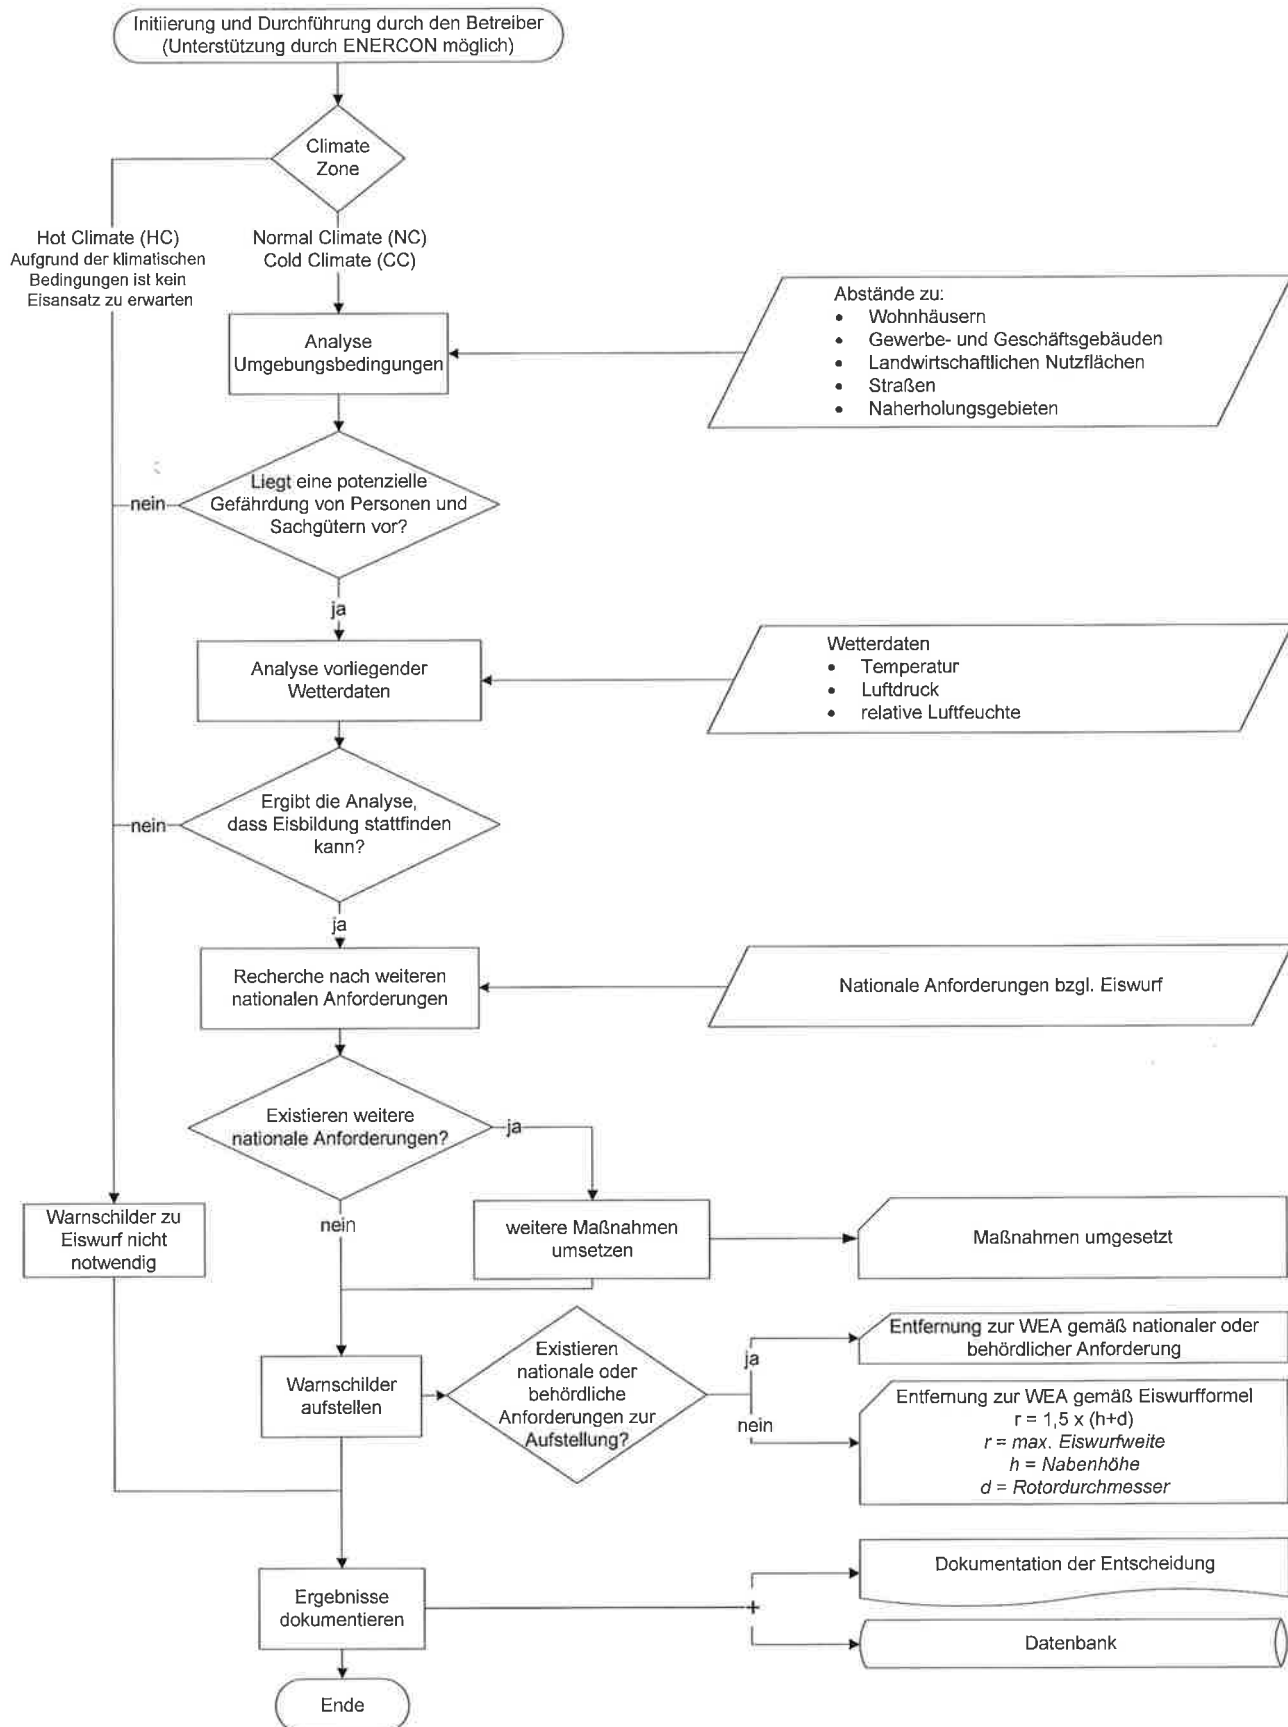 Initiierung und Durchführung durch den Betreiber
(Unterstützung durch ENERCON möglich)
Climate
Zone
Hot Climate (HC)
Aufgrund der klimatischen
Bedingungen ist kein
Eisansatz zu erwarten
Normal Climate (NC)
Cold Climate (CC)
Analyse
Umgebungsbedingungen
Abstände zu:
• Wohnhäusern
• Gewerbe- und Geschäftsgebäuden
• Landwirtschaftlichen Nutzflächen
• Straßen
• Naherholungsgebieten
Liegt eine potenzielle
Gefährdung von Personen und
Sachgütern vor?
nein
ja
Analyse vorliegender
Wetterdaten
Wetterdaten
• Temperatur
• Luftdruck
• relative Luftfeuchte
Ergibt die Analyse,
dass Eisbildung stattfinden
kann?
nein
ja
Recherche nach weiteren
nationalen Anforderungen
Nationale Anforderungen bzgl. Eiswurf
Existieren weitere
nationale Anforderungen?
ja
nein
Warnschilder zu
Eiswurf nicht
notwendig
weitere Maßnahmen
umsetzen
Maßnahmen umgesetzt
Warnschilder
aufstellen
Existieren
nationale oder
behördliche
Anforderungen zur
Aufstellung?
ja
nein
Entfernung zur WEA gemäß nationaler oder
behördlicher Anforderung
Entfernung zur WEA gemäß Eiswurfformel
r = 1,5 x (h+d)
r = max. Eiswurfweite
h = Nabenhöhe
d = Rotordurchmesser
Ergebnisse
dokumentieren
+
Dokumentation der Entscheidung
Datenbank
Ende